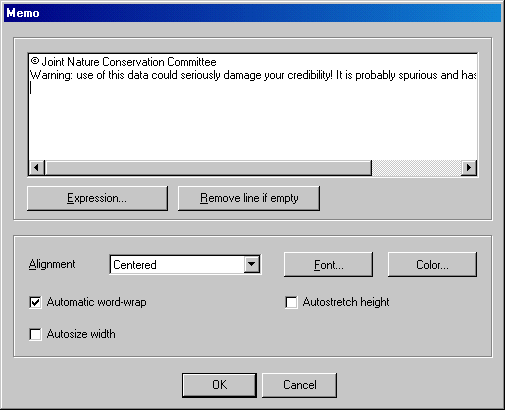 Memo
© Joint Nature Conservation Committee
Warning: use of this data could seriously damage your credibility! It is probably spurious and has
Expression...
Remove line if empty
Alignment
Centered
Font...
Color...
Automatic word-wrap
Autostretch height
Autosize width
OK
Cancel